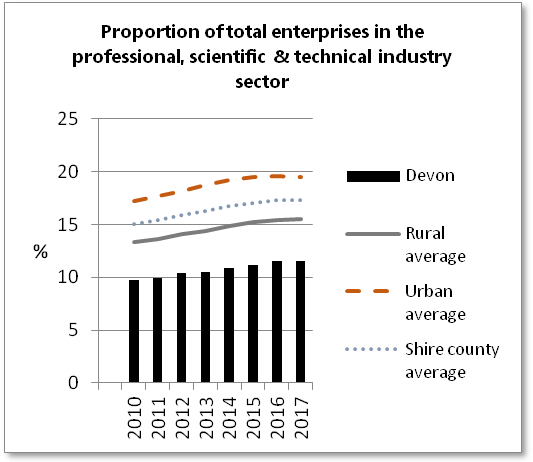 Proportion of total enterprises in the
professional, scientific & technical industry
sector
25
20
15
10
5
0
%
2010
2011
2012
2013
2014
2015
2016
2017
Devon
Rural
average
Urban
average
Shire county
average